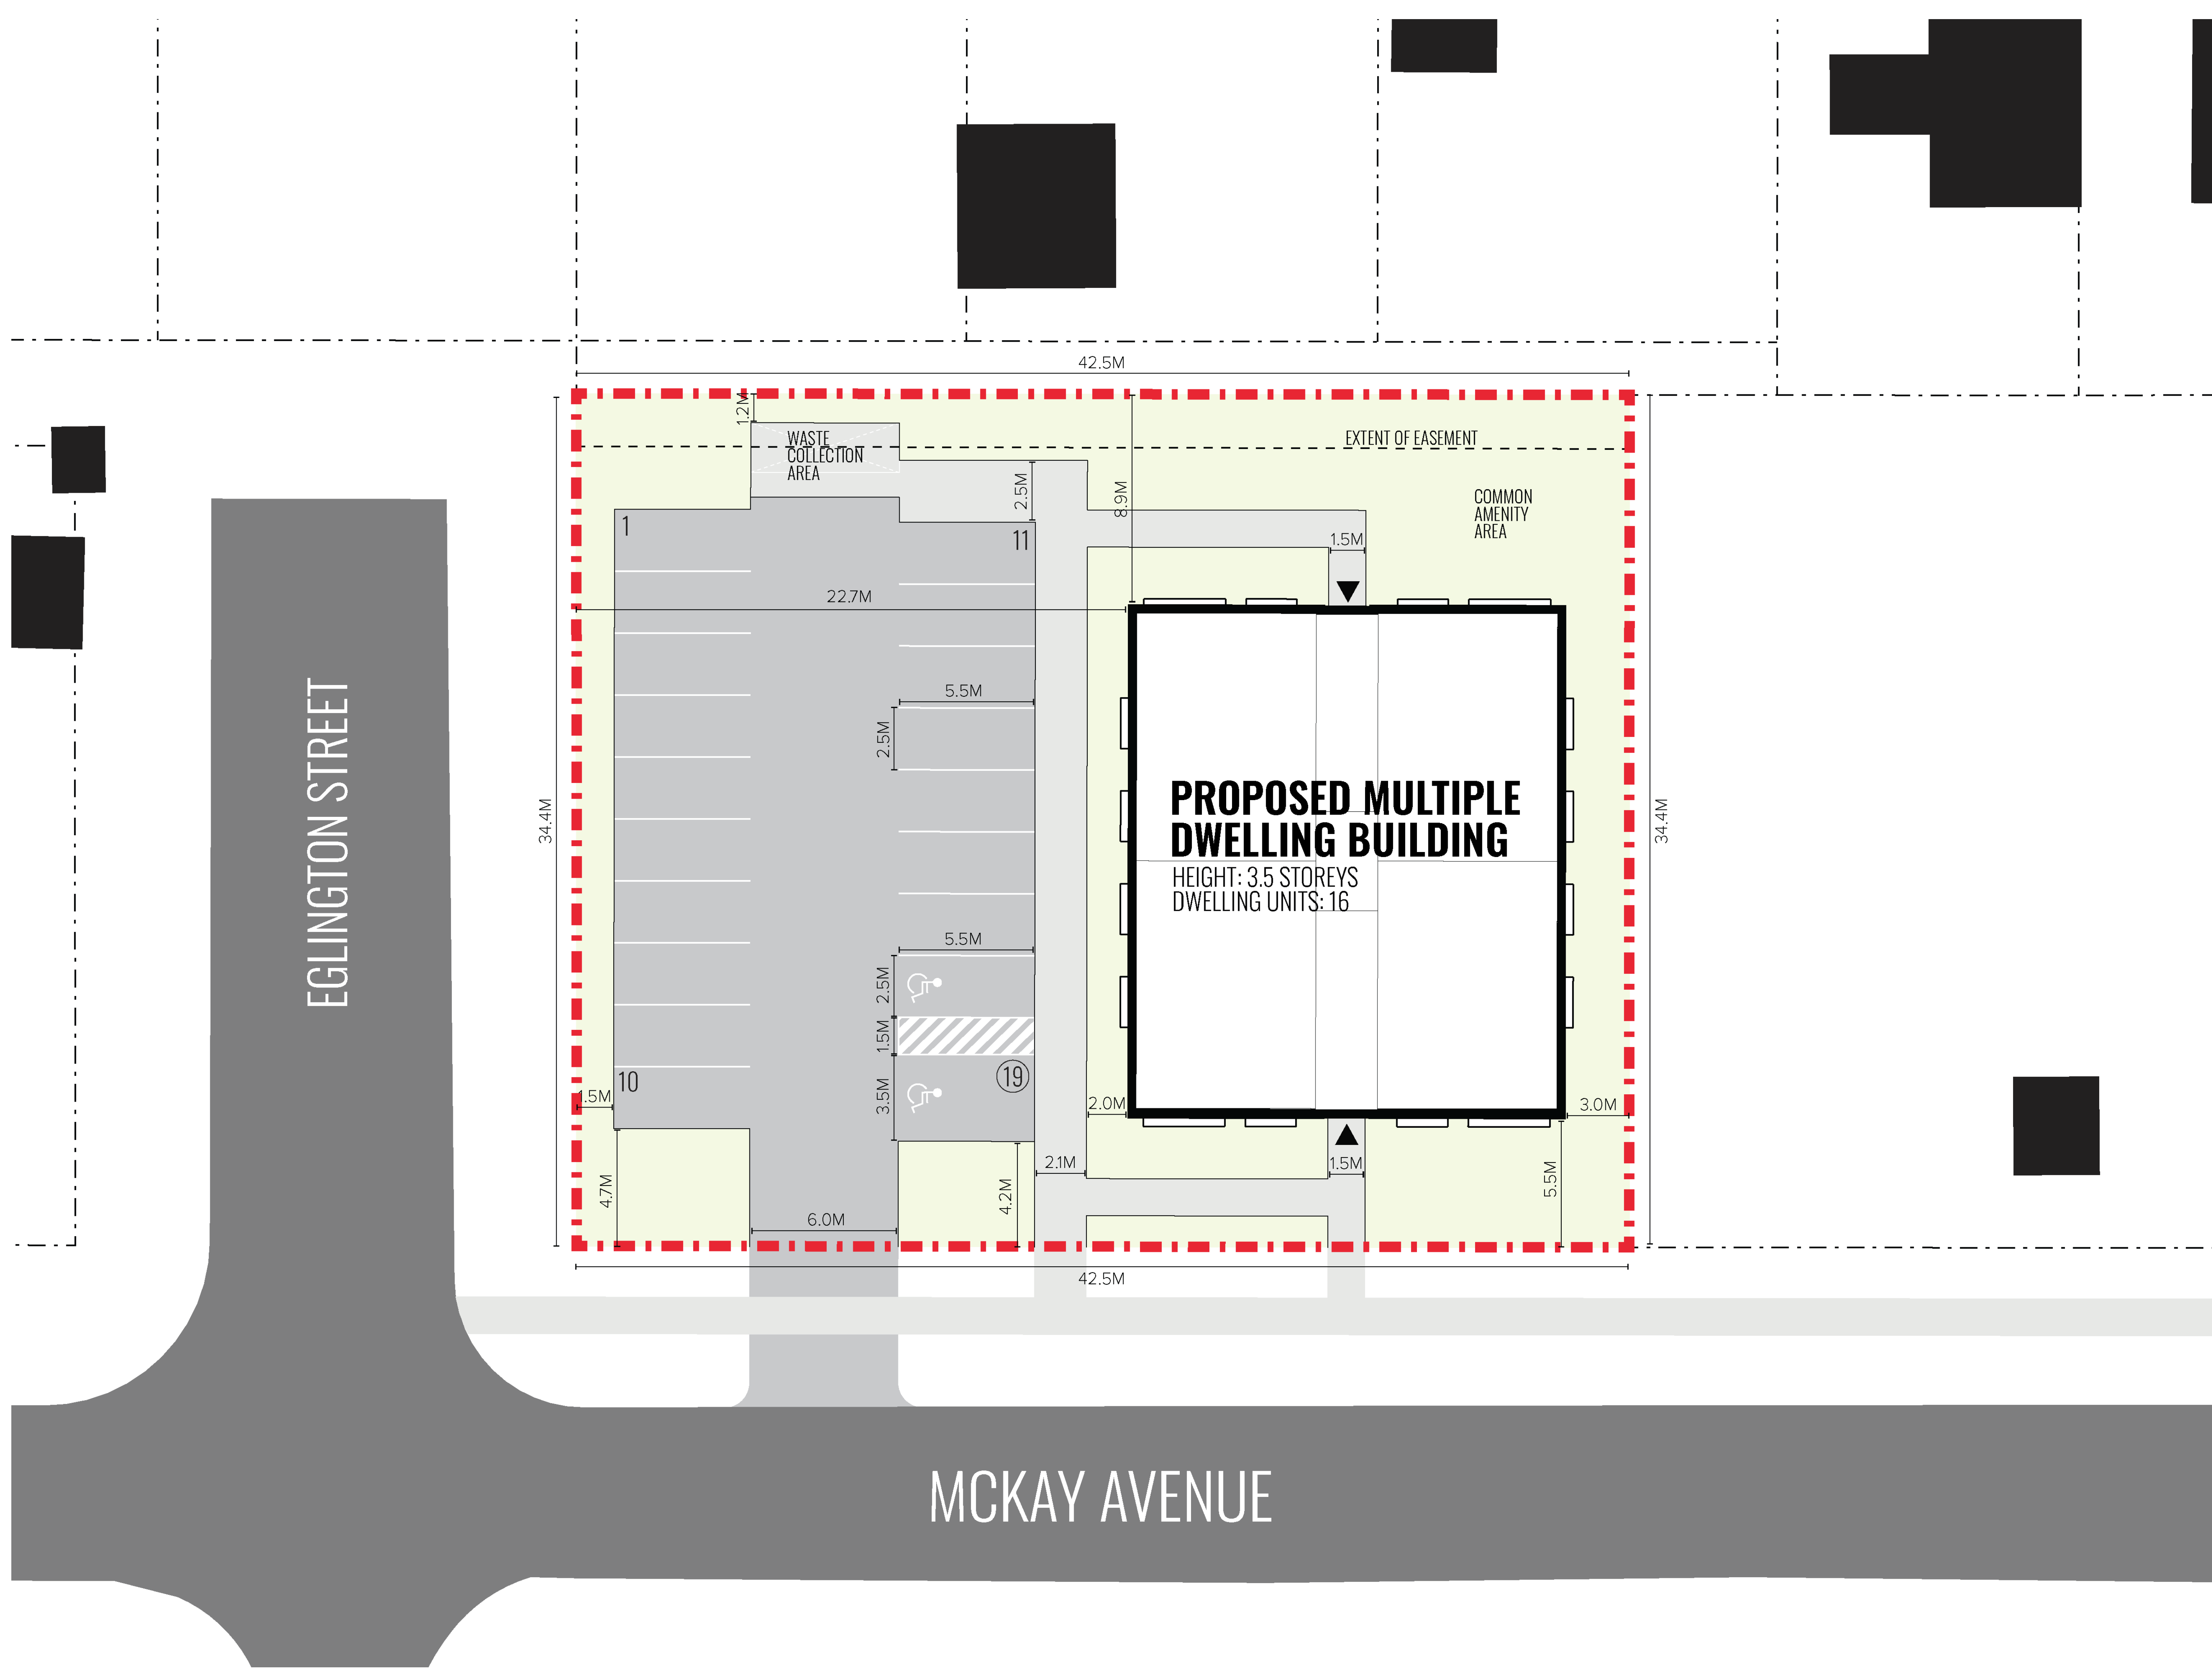 42.5M
1.2M
WASTE
COLLECTION
AREA
EXTENT OF EASEMENT
2.5M
8.9M
COMMON
AMENITY
AREA
1
11
1.5M
22.7M
5.5M
2.5M
EGLINGTON STREET
34.4M
34.4M
PROPOSED MULTIPLE
DWELLING BUILDING
HEIGHT: 3.5 STOREYS
DWELLING UNITS: 16
5.5M
2.5M
1.5M
3.5M
10
19
1.5M
2.0M
3.0M
4.7M
4.2M
2.1M
1.5M
5.5M
6.0M
42.5M
MCKAY AVENUE